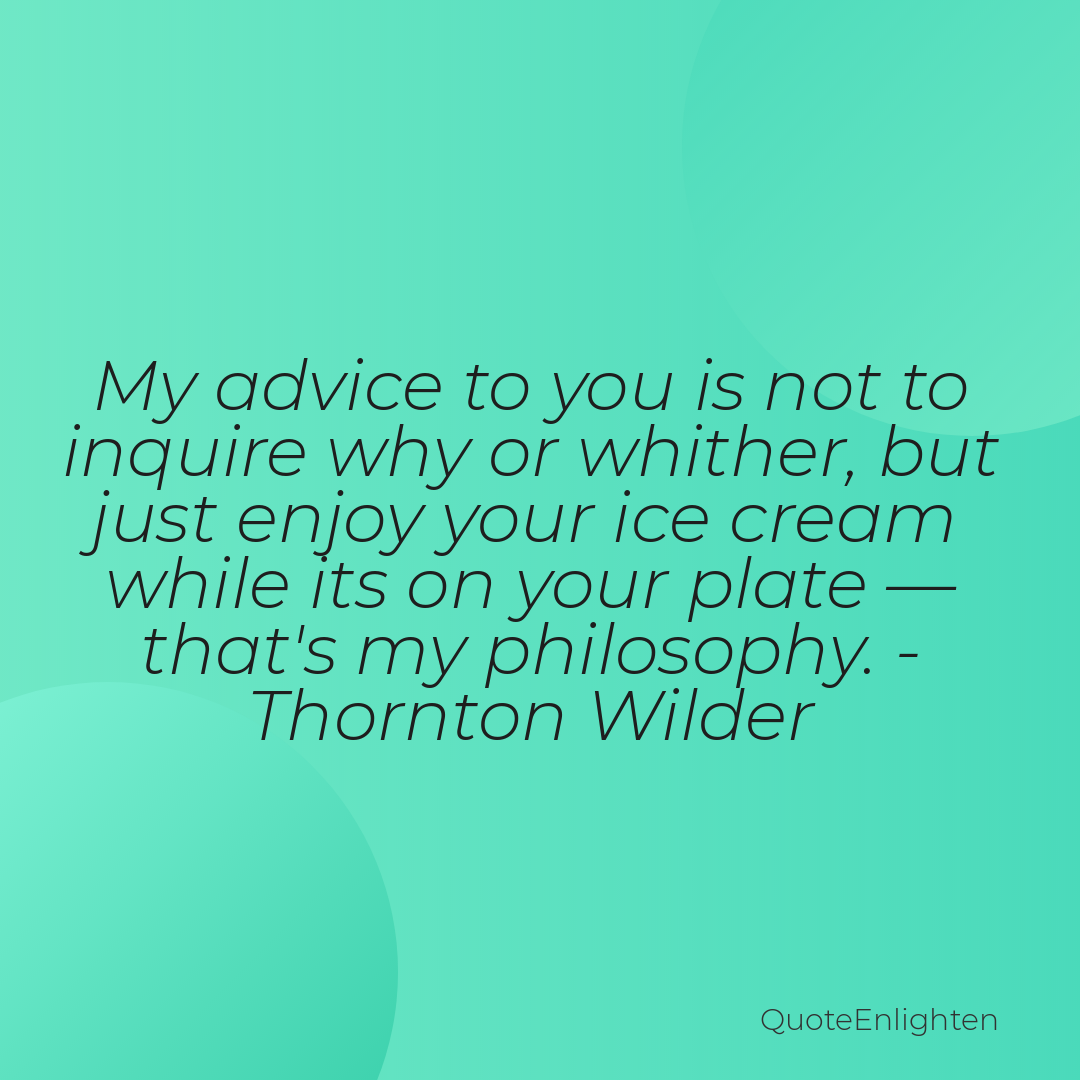 My advice to you is not to
inquire why or whither, but
just enjoy your ice cream
while its on your plate —
that's my philosophy. -
Thornton Wilder
QuoteEnlighten